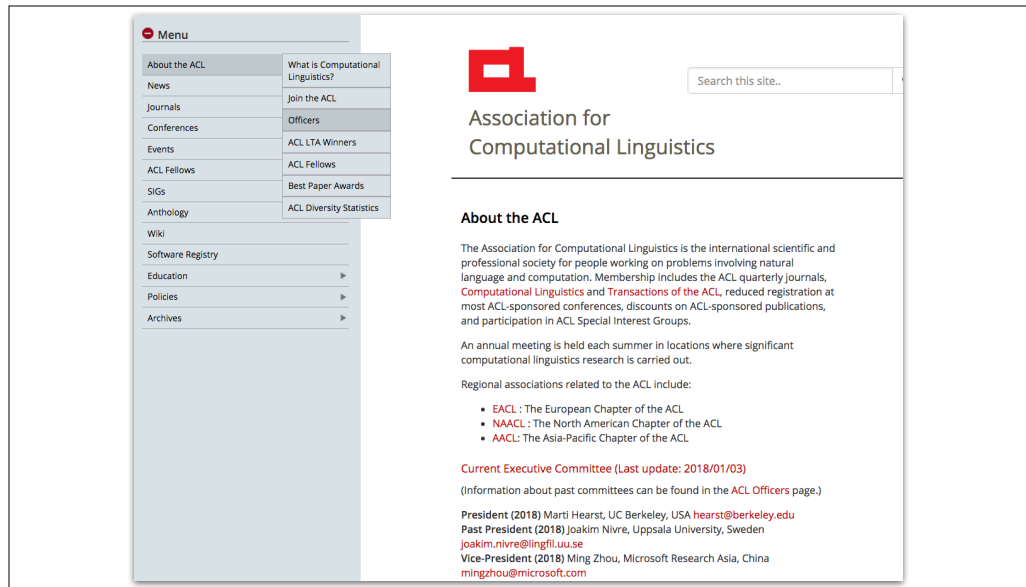 Menu
About the ACL
News
Journals
Conferences
Events
ACL Fellows
SIGs
Anthology
Wiki
Software Registry
Education
Policies
Archives
What is Computational
Linguistics?
Join the ACL
Officers
ACL LTA Winners
ACL Fellows
Best Paper Awards
ACL Diversity Statistics
Search this site..
Association for
Computational Linguistics
About the ACL
The Association for Computational Linguistics is the international scientific and
professional society for people working on problems involving natural
language and computation. Membership includes the ACL quarterly journals,
Computational Linguistics and Transactions of the ACL, reduced registration at
most ACL-sponsored conferences, discounts on ACL-sponsored publications,
and participation in ACL Special Interest Groups.
An annual meeting is held each summer in locations where significant
computational linguistics research is carried out.
Regional associations related to the ACL include:
• EACL : The European Chapter of the ACL
• NAACL : The North American Chapter of the ACL
• AACL: The Asia-Pacific Chapter of the ACL
Current Executive Committee (Last update: 2018/01/03)
(Information about past committees can be found in the ACL Officers page.)
President (2018) Marti Hearst, UC Berkeley, USA hearst@berkeley.edu
Past President (2018) Joakim Nivre, Uppsala University, Sweden
joakim.nivre@lingfil.uu.se
Vice-President (2018) Ming Zhou, Microsoft Research Asia, China
mingzhou@microsoft.com